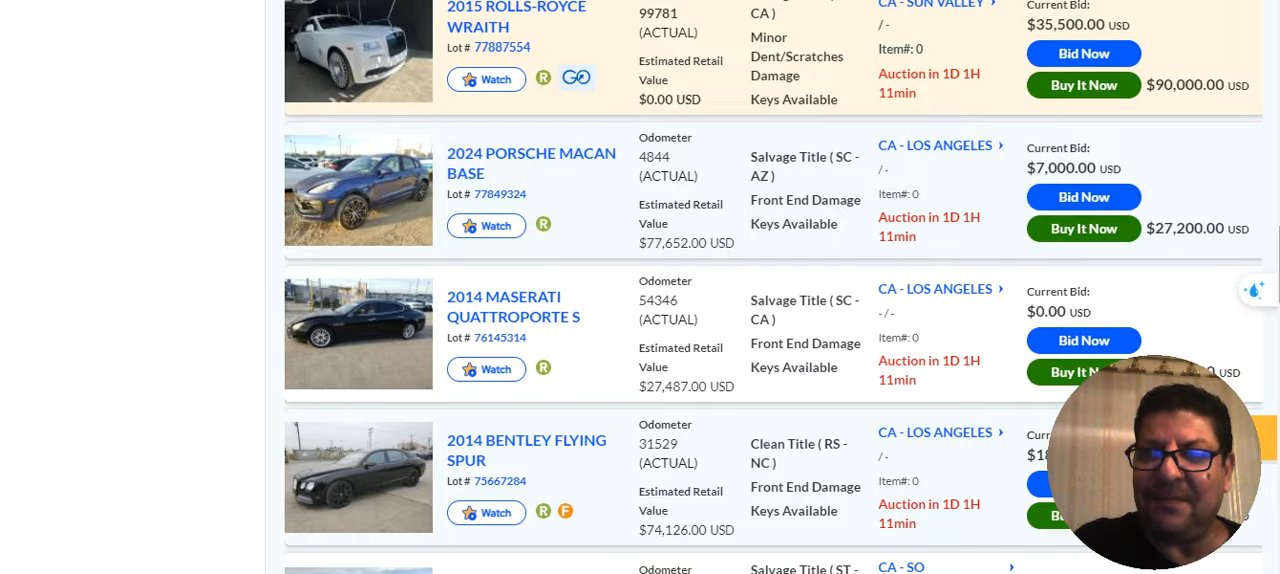 2015 ROLLS-ROYCE
WRAITH
Lot # 77887554
Watch
R
GO
99781
(ACTUAL)
Estimated Retail
Value
$0.00 USD
CA )
Minor
Dent/Scratches
Damage
Keys Available
CA - SUN VALLEY ›
/ -
Item#: 0
Auction in 1D 1H
11min
Current Bid:
$35,500.00 USD
Bid Now
Buy It Now $90,000.00 USD
2024 PORSCHE MACAN
BASE
Lot # 77849324
Watch
R
Odometer
4844
(ACTUAL)
Estimated Retail
Value
$77,652.00 USD
Salvage Title ( SC -
AZ )
Front End Damage
Keys Available
CA - LOS ANGELES ›
/ -
Item#: 0
Auction in 1D 1H
11min
Current Bid:
$7,000.00 USD
Bid Now
Buy It Now $27,200.00 USD
2014 MASERATI
QUATTROPORTE S
Lot # 76145314
Watch
R
Odometer
54346
(ACTUAL)
Estimated Retail
Value
$27,487.00 USD
Salvage Title ( SC -
CA )
Front End Damage
Keys Available
CA - LOS ANGELES ›
- / -
Item#: 0
Auction in 1D 1H
11min
Current Bid:
$0.00 USD
Bid Now
Buy It USD
2014 BENTLEY FLYING
SPUR
Lot # 75667284
Watch
R
F
Odometer
31529
(ACTUAL)
Estimated Retail
Value
$74,126.00 USD
Clean Title ( RS -
NC )
Front End Damage
Keys Available
CA - LOS ANGELES ›
/ -
Item#: 0
Auction in 1D 1H
11min
Odometer
Salvage Title ( ST -
CA - SO ›